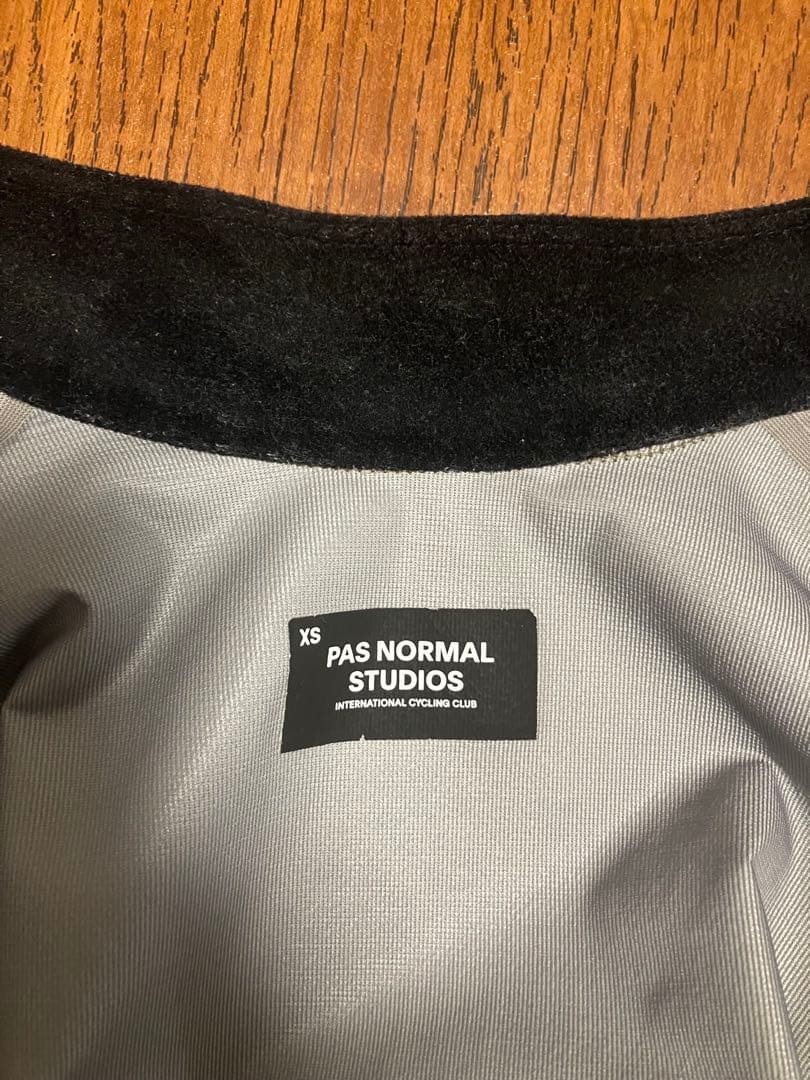 XS
PAS NORMAL
STUDIOS
INTERNATIONAL CYCLING CLUB